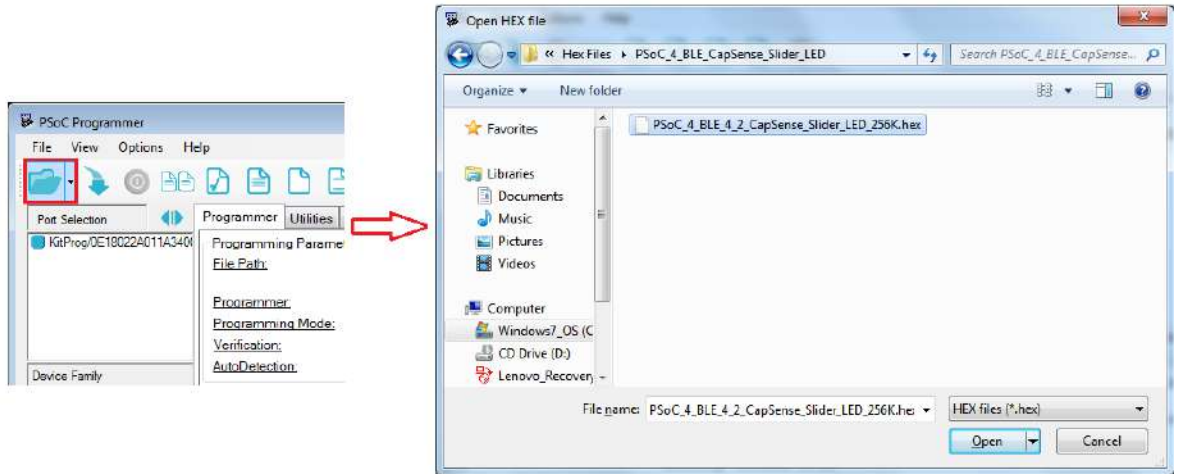 PSoC Programmer
File View Options Help
Port Selection
Programmer Utilities
KitProg/0E18022A011A340
Programming Parame
File Path:
Programmer:
Programming Mode:
Verification:
AutoDetection:
Device Family
Open HEX file
« Hex Files PSoC_4_BLE_CapSense_Slider_LED
Search PSoC_4_BLE_CapSense...
Organize New folder
Favorites
Libraries
Documents
Music
Pictures
Videos
Computer
Windows7_OS (C
CD Drive (D:)
Lenovo_Recovery
PSoC_4_BLE_4_2_CapSense_Slider_LED_256K.hex
File name: PSoC_4_BLE_4_2_CapSense_Slider_LED_256K.he
HEX files (*.hex)
Open Cancel